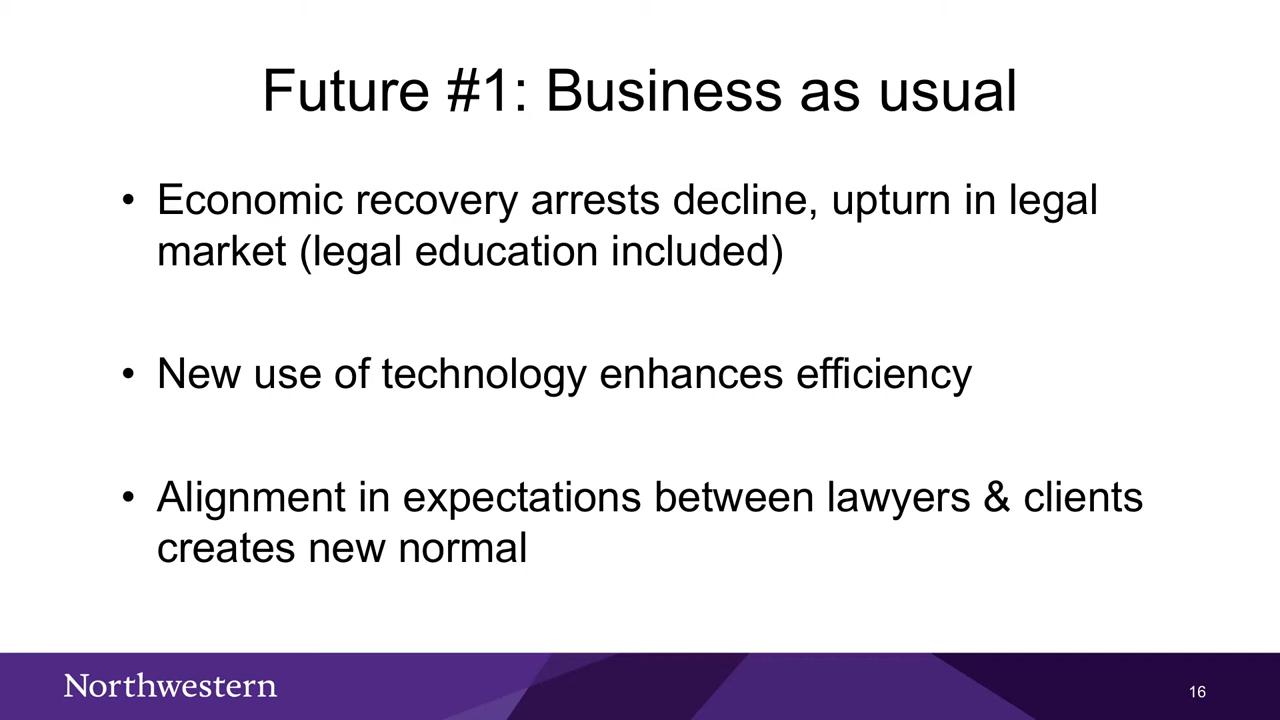 Future #1: Business as usual
• Economic recovery arrests decline, upturn in legal
market (legal education included)
• New use of technology enhances efficiency
• Alignment in expectations between lawyers & clients
creates new normal
Northwestern
16